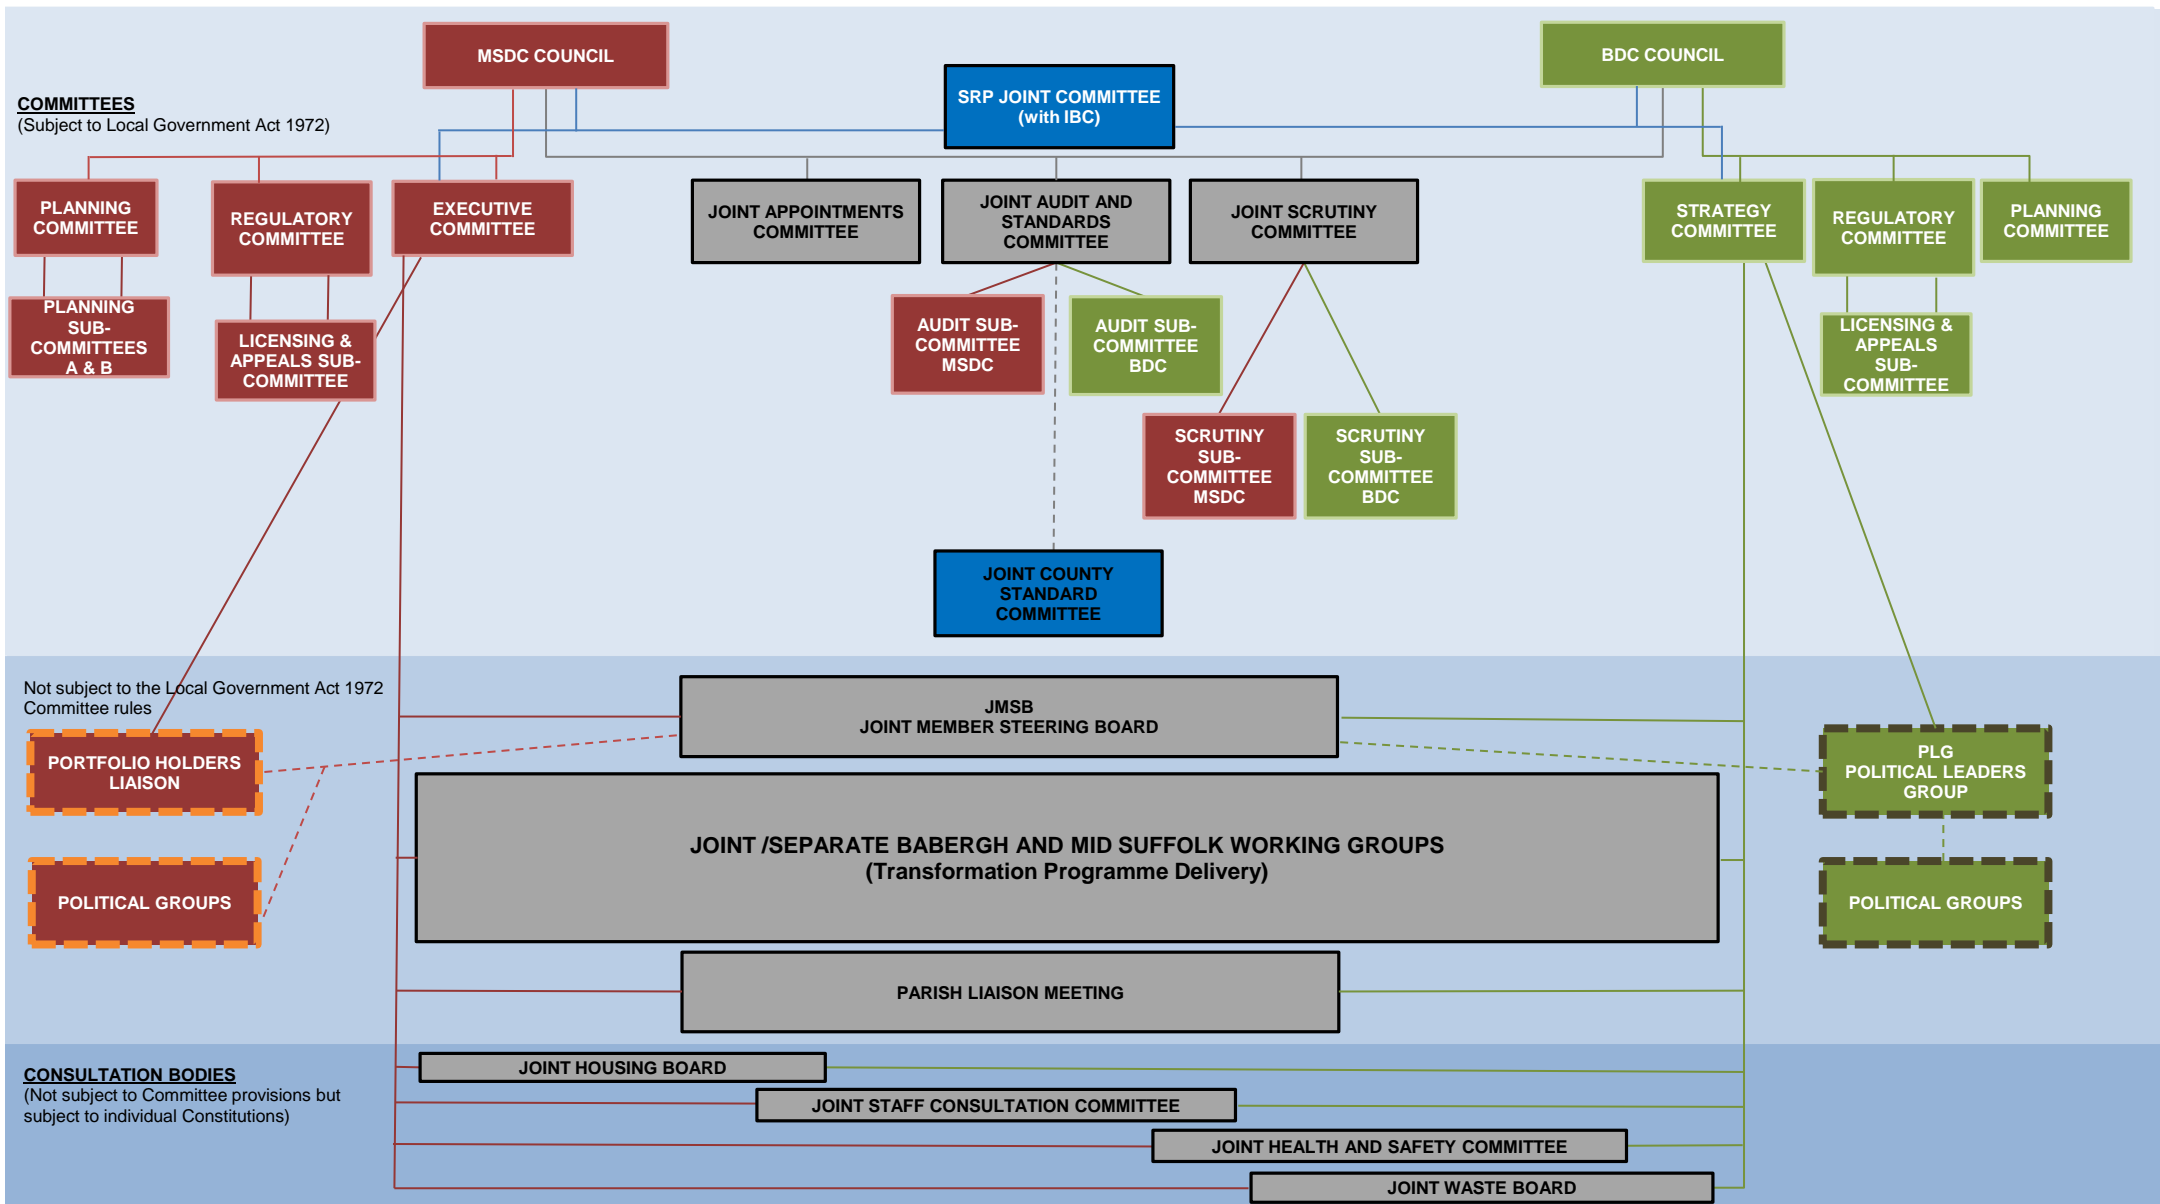 MSDC COUNCIL
BDC COUNCIL
SRP JOINT COMMITTEE
(with IBC)
COMMITTEES
(Subject to Local Government Act 1972)
PLANNING
COMMITTEE
REGULATORY
COMMITTEE
EXECUTIVE
COMMITTEE
JOINT APPOINTMENTS
COMMITTEE
JOINT AUDIT AND
STANDARDS
COMMITTEE
JOINT SCRUTINY
COMMITTEE
STRATEGY
COMMITTEE
REGULATORY
COMMITTEE
PLANNING
COMMITTEE
PLANNING
SUB-
COMMITTEES
A & B
LICENSING &
APPEALS SUB-
COMMITTEE
AUDIT SUB-
COMMITTEE
MSDC
AUDIT SUB-
COMMITTEE
BDC
LICENSING &
APPEALS
SUB-
COMMITTEE
SCRUTINY
SUB-
COMMITTEE
MSDC
SCRUTINY
SUB-
COMMITTEE
BDC
JOINT COUNTY
STANDARD
COMMITTEE
Not subject to the Local Government Act 1972
Committee rules
JMSB
JOINT MEMBER STEERING BOARD
PORTFOLIO HOLDERS
LIAISON
PLG
POLITICAL LEADERS
GROUP
JOINT /SEPARATE BABERGH AND MID SUFFOLK WORKING GROUPS
(Transformation Programme Delivery)
POLITICAL GROUPS
POLITICAL GROUPS
PARISH LIAISON MEETING
CONSULTATION BODIES
(Not subject to Committee provisions but
subject to individual Constitutions)
JOINT HOUSING BOARD
JOINT STAFF CONSULTATION COMMITTEE
JOINT HEALTH AND SAFETY COMMITTEE
JOINT WASTE BOARD